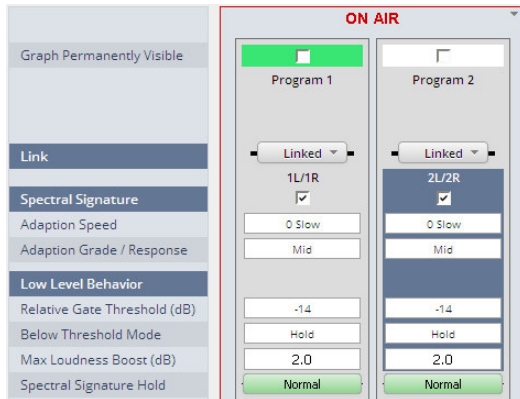 ON AIR
Graph Permanently Visible
Program 1 Program 2
Link Linked Linked
1L/1R 2L/2R
Spectral Signature
Adaption Speed 0 Slow 0 Slow
Adaption Grade / Response Mid Mid
Low Level Behavior
Relative Gate Threshold (dB) -14 -14
Below Threshold Mode Hold Hold
Max Loudness Boost (dB) 2.0 2.0
Spectral Signature Hold Normal Normal